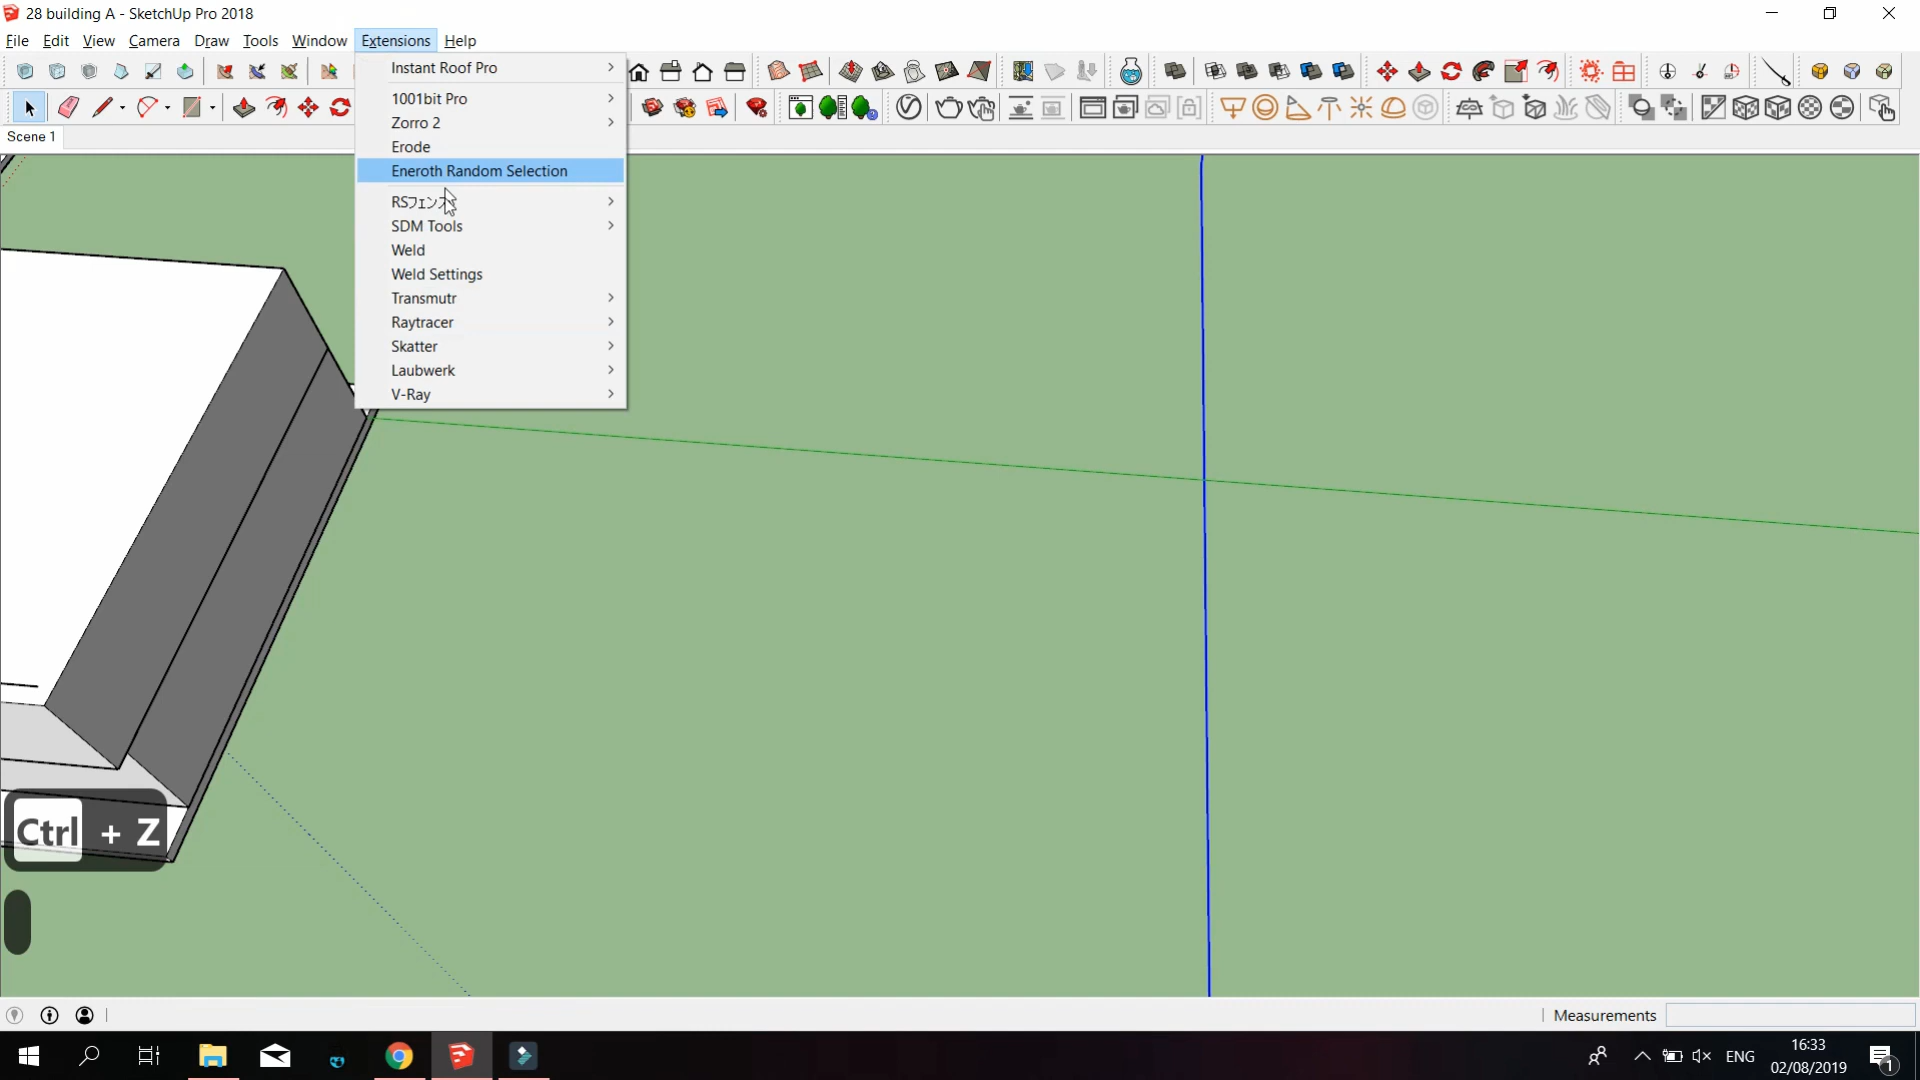 28 building A - SketchUp Pro 2018
File Edit View Camera Draw Tools Window Extensions Help
Scene 1
Instant Roof Pro
1001bit Pro
Zorro 2
Erode
Eneroth Random Selection
RSフェンス
SDM Tools
Weld
Weld Settings
Transmutr
Raytracer
Skatter
Laubwerk
V-Ray
Ctrl + Z
Measurements
ENG
16:33
02/08/2019
1